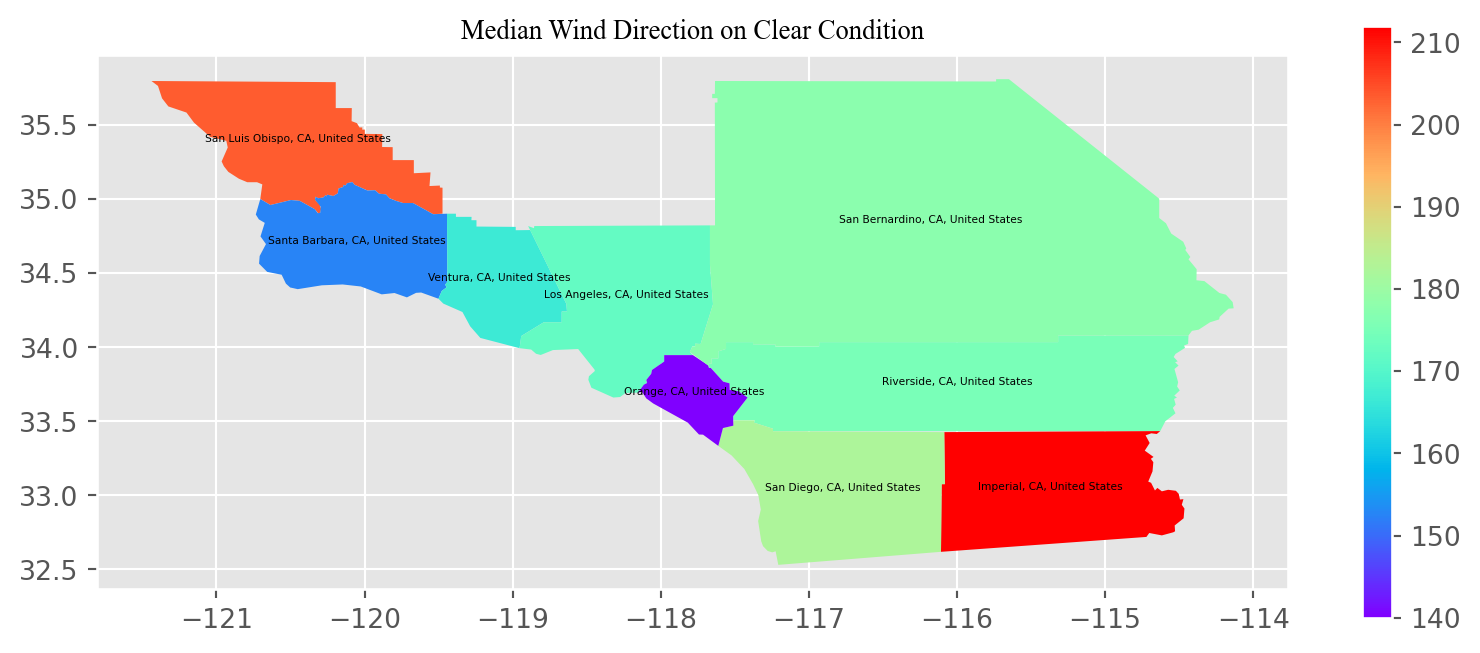 Median Wind Direction on Clear Condition
35.5
35.0
34.5
34.0
33.5
33.0
32.5
San Luis Obispo, CA, United States
Santa Barbara, CA, United States
San Bernardino, CA, United States
Ventura, CA, United States
Los Angeles, CA, United States
Riverside, CA, United States
Orange, CA, United States
San Diego, CA, United States
Imperial, CA, United States
−121
−120
−119
−118
−117
−116
−115
−114
210
200
190
180
170
160
150
140